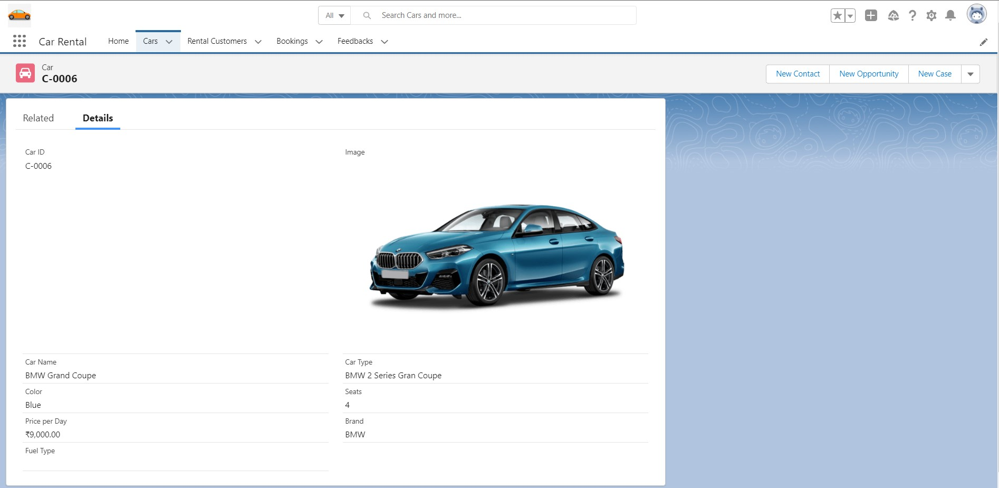 All
Search Cars and more...
Car Rental
Home
Cars
Rental Customers
Bookings
Feedbacks
Car
C-0006
New Contact
New Opportunity
New Case
Related
Details
Car ID
C-0006
Image
Car Name
BMW Grand Coupe
Car Type
BMW 2 Series Gran Coupe
Color
Blue
Seats
4
Price per Day
₹9,000.00
Brand
BMW
Fuel Type